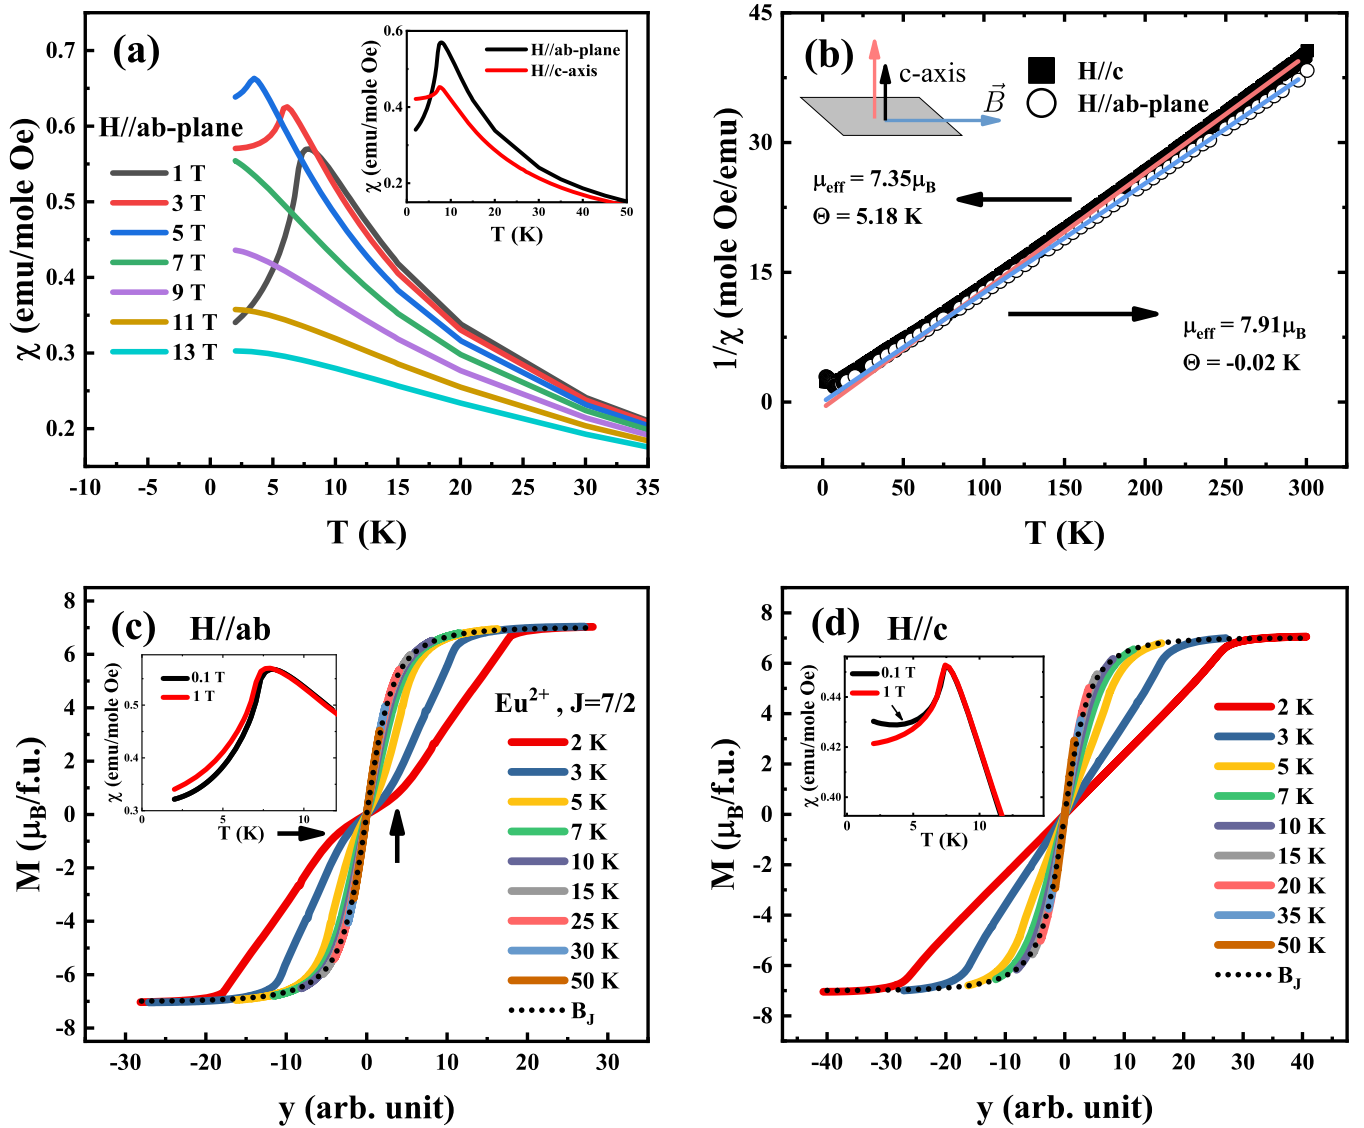 (a)
χ (emu/mole Oe)
0.7
0.6
0.5
0.4
0.3
0.2
H//ab-plane
1 T
3 T
5 T
7 T
9 T
11 T
13 T
-10 -5 0 5 10 15 20 25 30 35
T (K)
χ (emu/mole Oe)
0.6
0.4
0.2
H//ab-plane
H//c-axis
0 10 20 30 40 50
T (K)
(b)
1/χ (mole Oe/emu)
45
30
15
0
c-axis
B
H//c
H//ab-plane
μeff = 7.35μB
Θ = 5.18 K
μeff = 7.91μB
Θ = -0.02 K
0 50 100 150 200 250 300
T (K)
(c) H//ab
M (μB/f.u.)
8
6
4
2
0
-2
-4
-6
-8
χ (emu/mole Oe)
0.5
0.4
0.3
0.1 T
1 T
0 5 10
T (K)
Eu2+ , J=7/2
2 K
3 K
5 K
7 K
10 K
15 K
25 K
30 K
50 K
BJ
-30 -20 -10 0 10 20 30
y (arb. unit)
(d) H//c
M (μB/f.u.)
8
6
4
2
0
-2
-4
-6
-8
χ (emu/mole Oe)
0.44
0.42
0.40
0.1 T
1 T
0 5 10
T (K)
2 K
3 K
5 K
7 K
10 K
15 K
20 K
35 K
50 K
BJ
-40 -30 -20 -10 0 10 20 30 40
y (arb. unit)